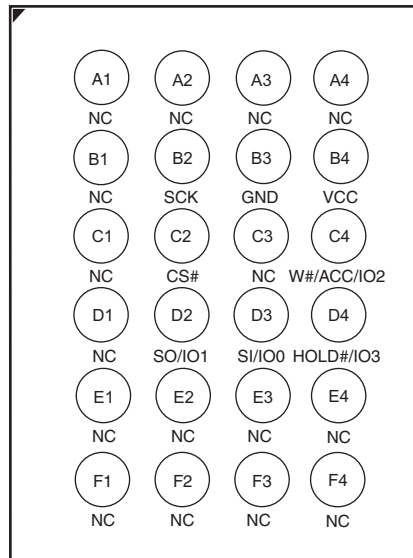 A1 A2 A3 A4
NC NC NC NC
B1 B2 B3 B4
NC SCK GND VCC
C1 C2 C3 C4
NC CS# NC W#/ACC/IO2
D1 D2 D3 D4
NC SO/IO1 SI/IO0 HOLD#/IO3
E1 E2 E3 E4
NC NC NC NC
F1 F2 F3 F4
NC NC NC NC